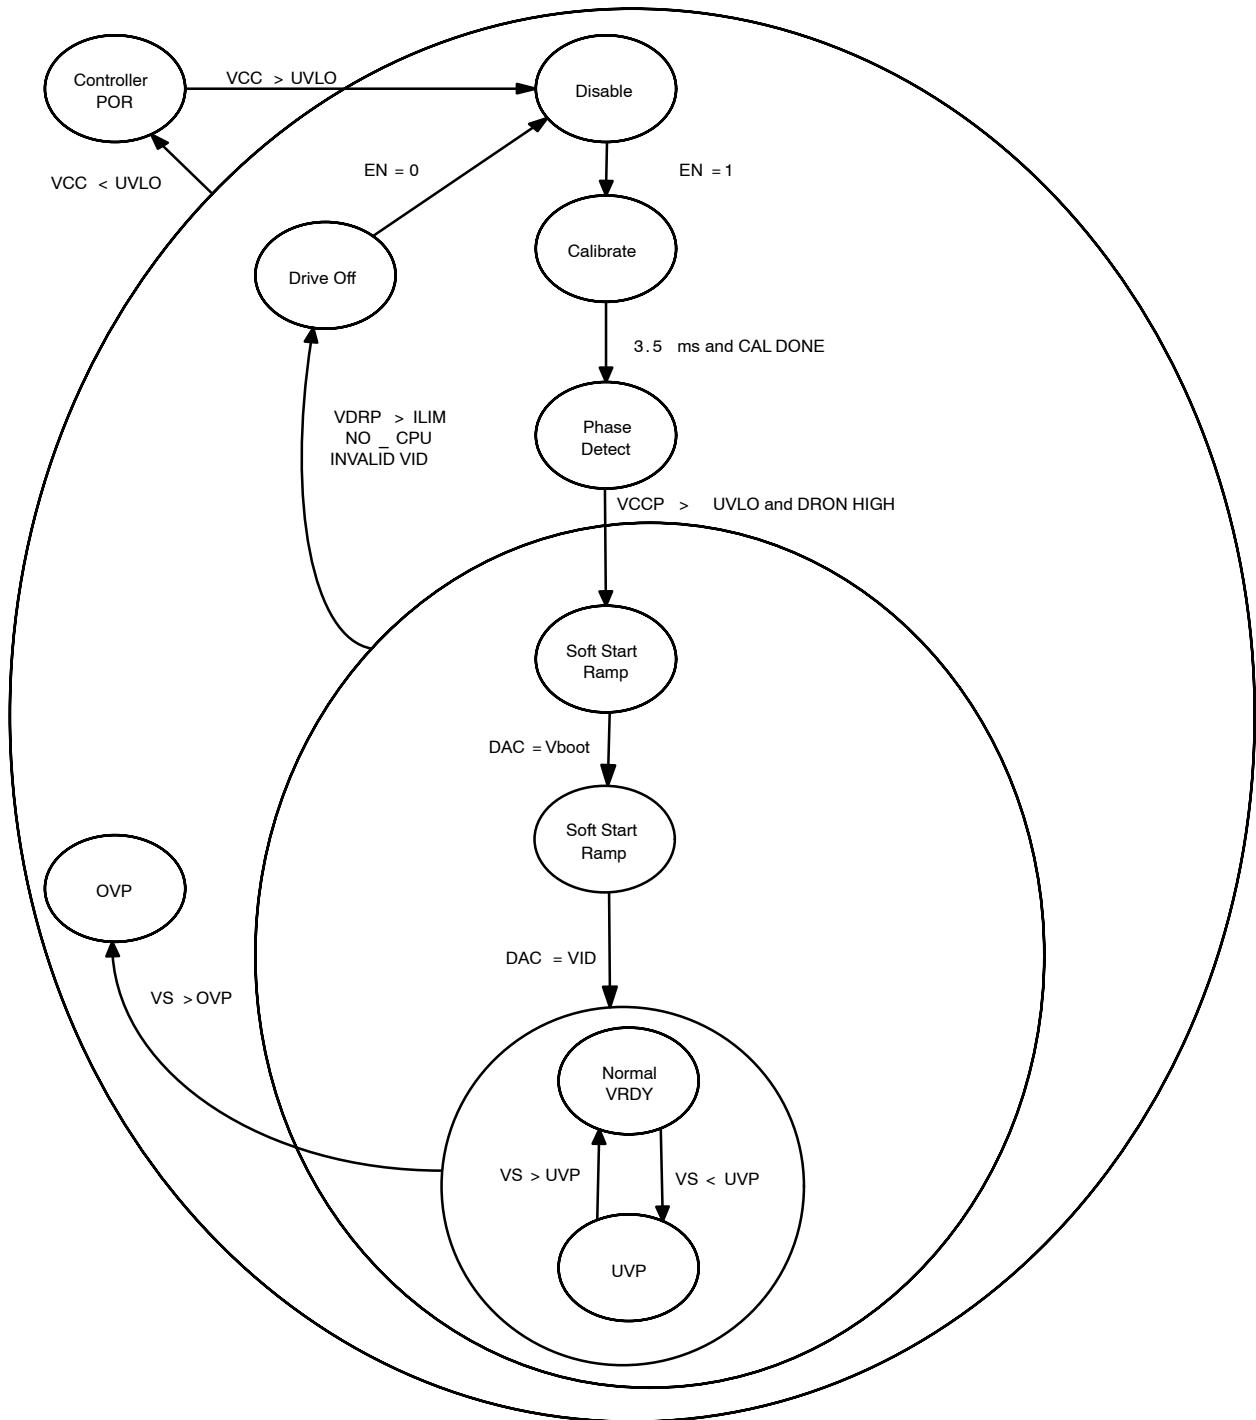 Controller
POR
VCC > UVLO
Disable
VCC < UVLO
EN = 0
EN = 1
Drive Off
Calibrate
3.5 ms and CAL DONE
VDRP > ILIM
NO _ CPU
INVALID VID
Phase
Detect
VCCP > UVLO and DRON HIGH
Soft Start
Ramp
DAC = Vboot
Soft Start
Ramp
OVP
DAC = VID
VS > OVP
Normal
VRDY
VS > UVP
VS < UVP
UVP